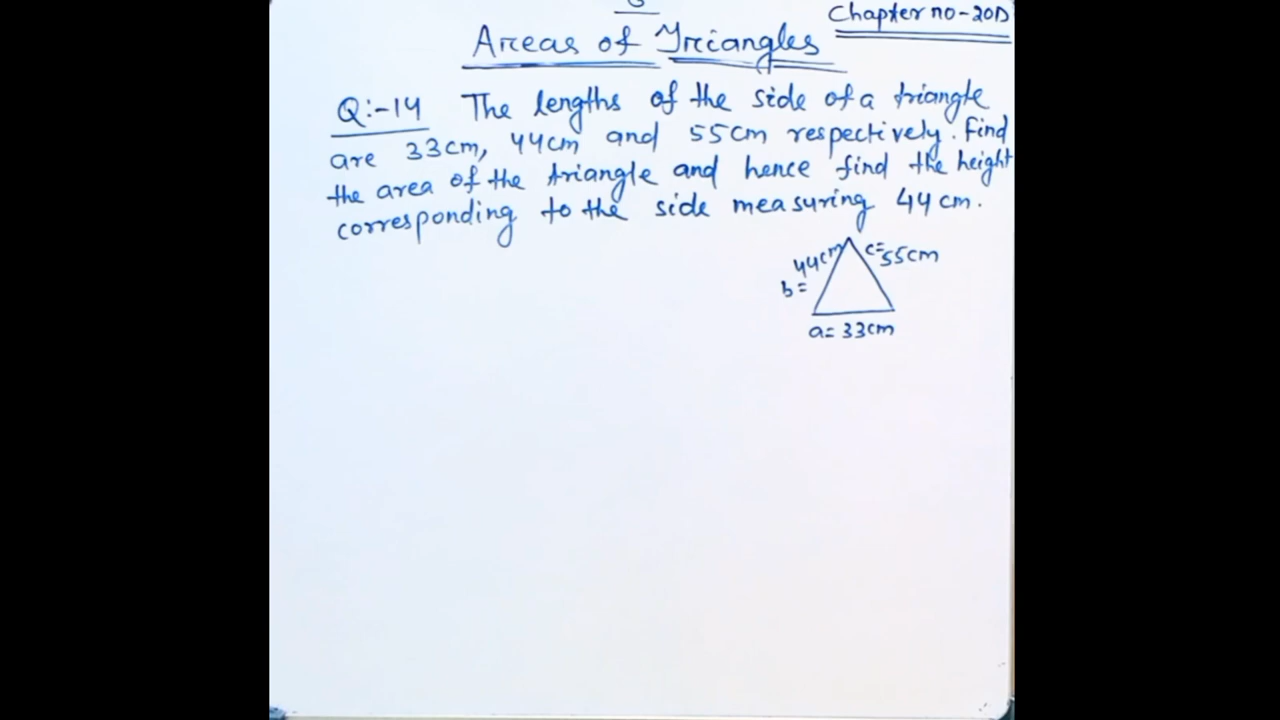 Chapter no-20D
Areas of Triangles
Q:-14 The lengths of the side of a triangle
are 33cm, 44cm and 55cm respectively. Find
the area of the triangle and hence find the height
corresponding to the side measuring 44cm.
44cm c=
55cm
b=
a= 33cm